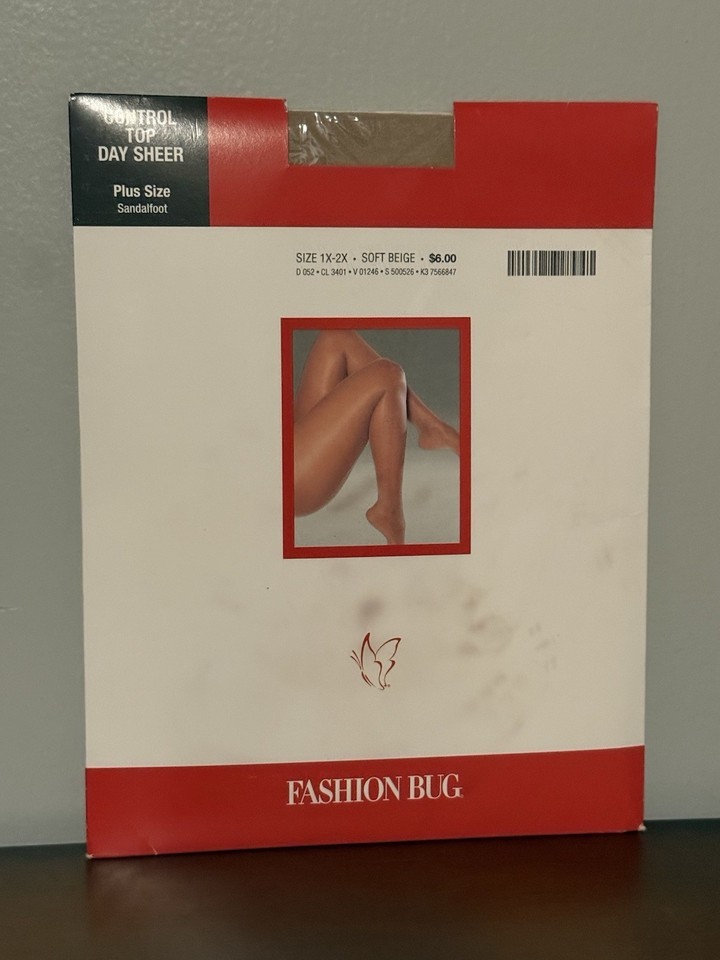 CONTROL
TOP
DAY SHEER
Plus Size
Sandalfoot
SIZE 1X-2X • SOFT BEIGE • $6.00
D 052 • CL 3401 • V 01246 • S 500526 • K3 7566847
FASHION BUG®